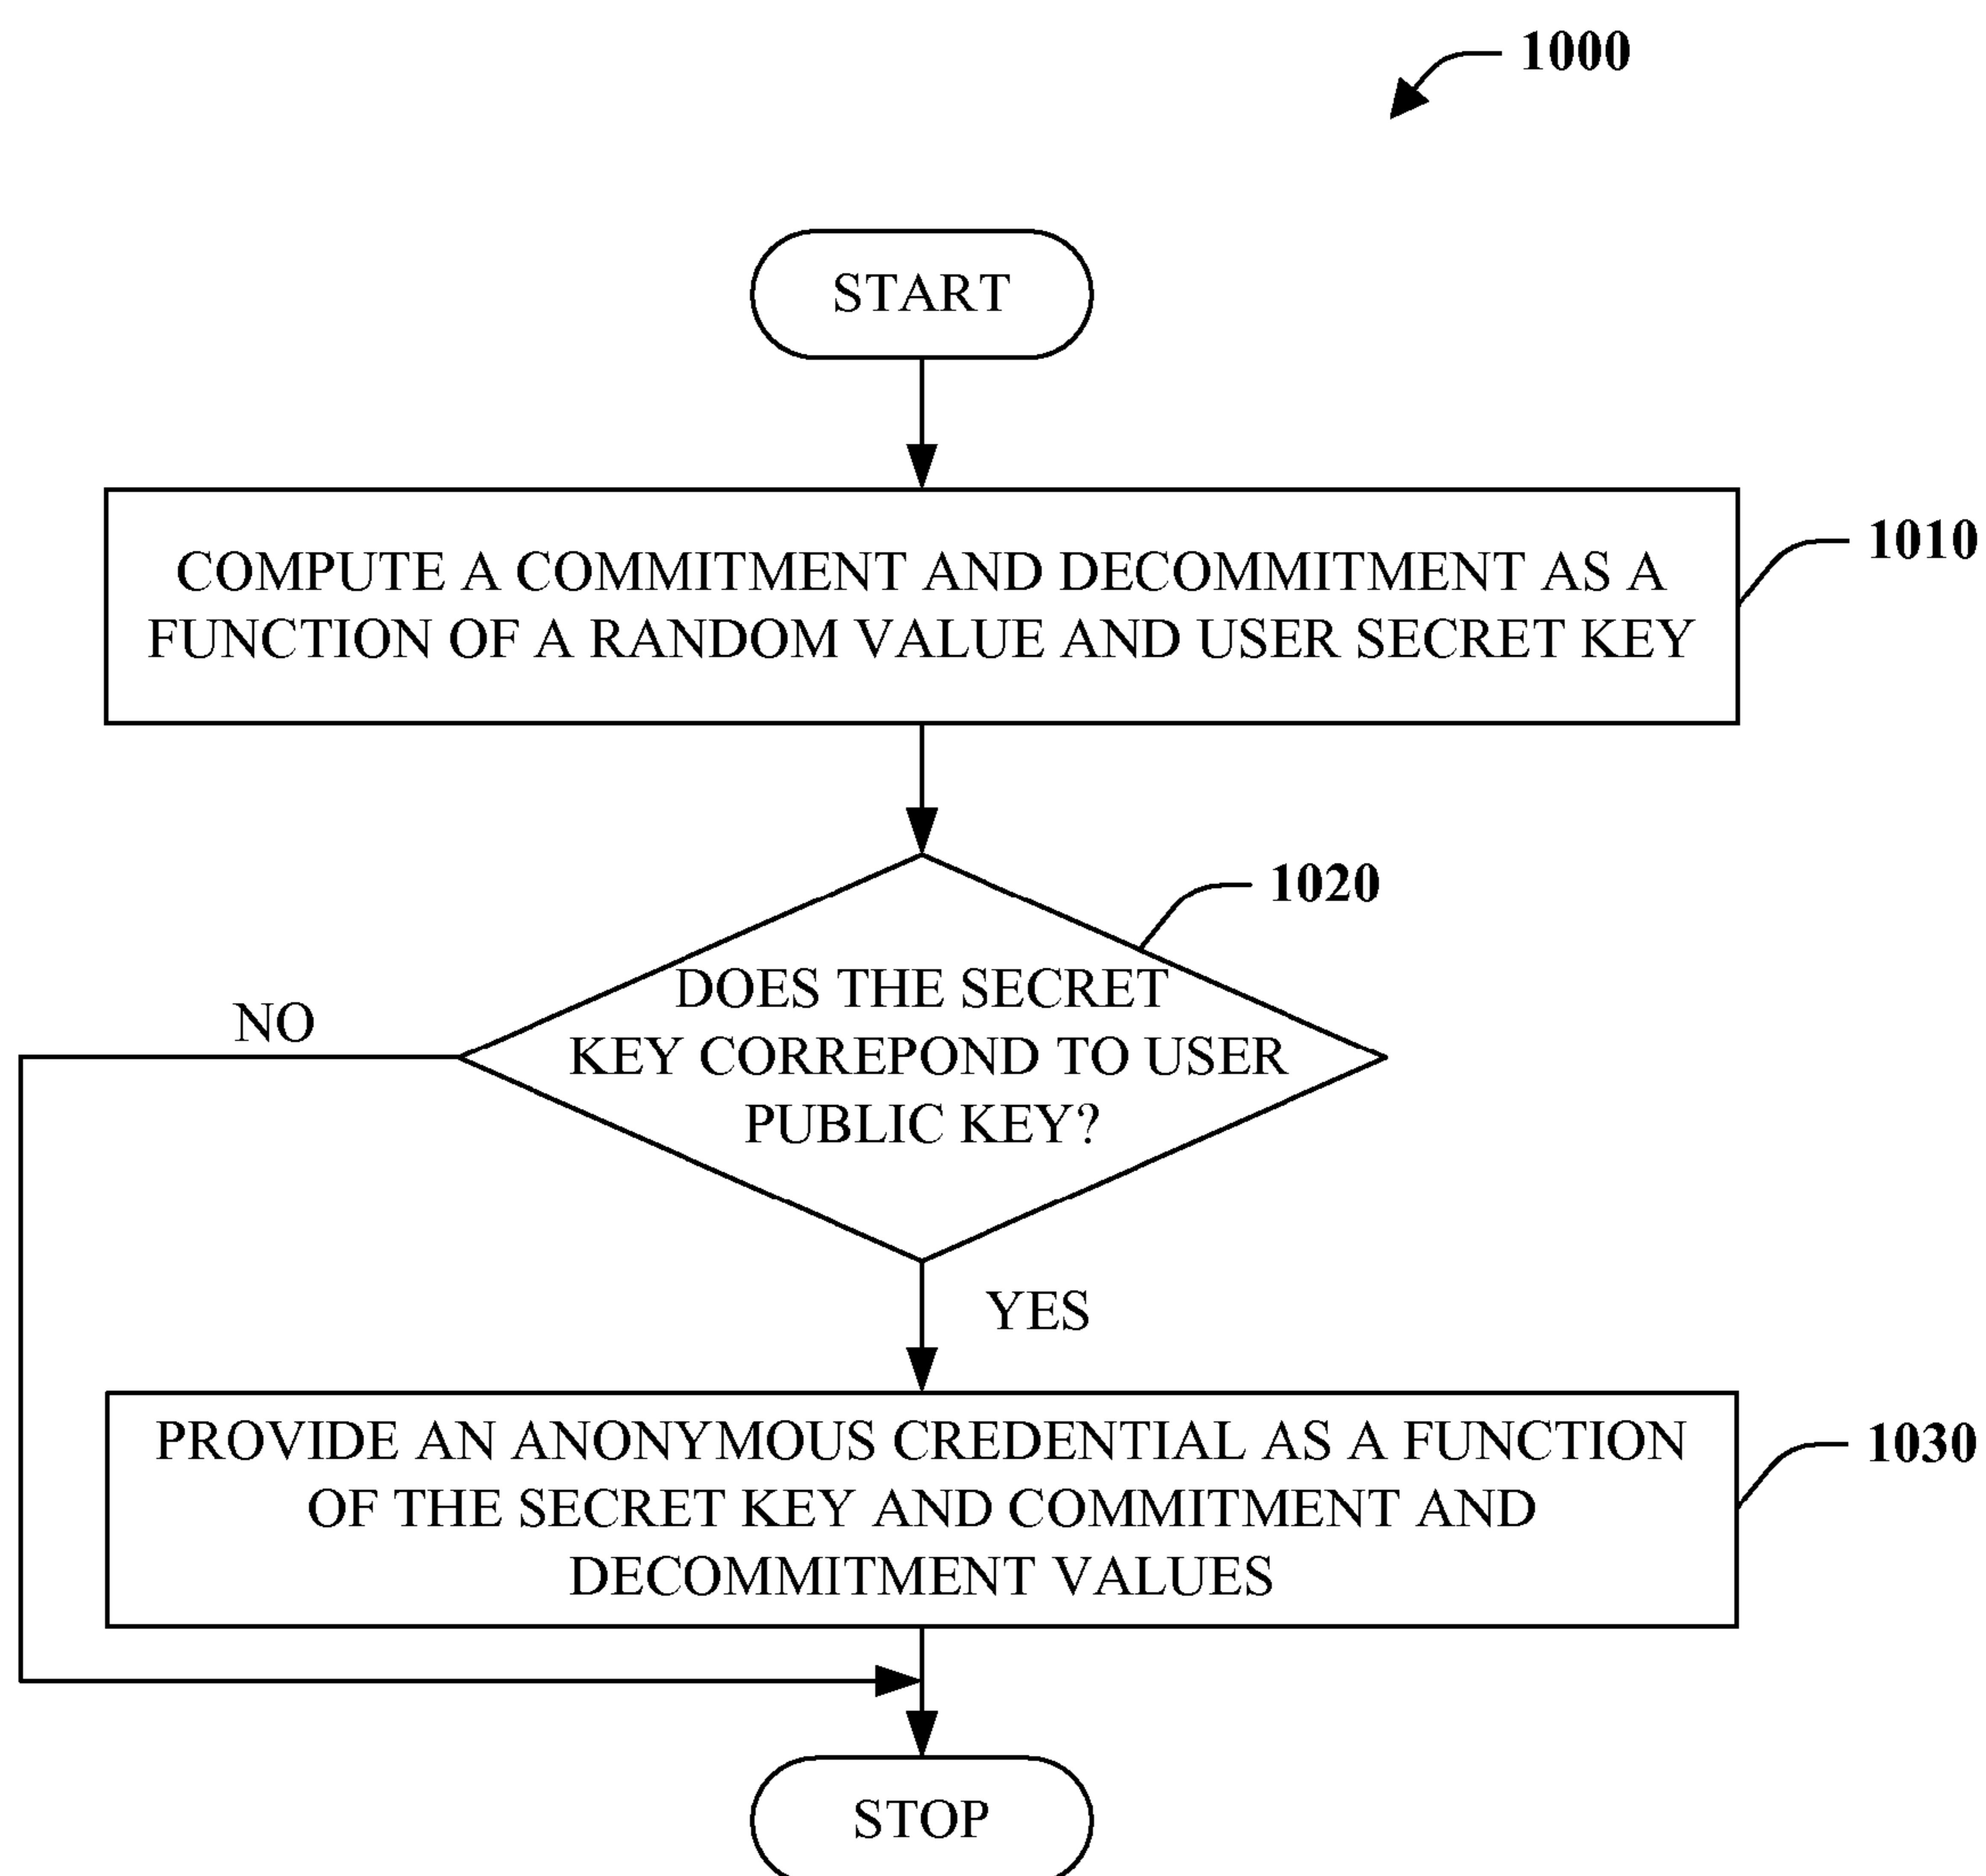 1000
START
COMPUTE A COMMITMENT AND DECOMMITMENT AS A
FUNCTION OF A RANDOM VALUE AND USER SECRET KEY
1010
1020
DOES THE SECRET
KEY CORREPOND TO USER
PUBLIC KEY?
NO
YES
PROVIDE AN ANONYMOUS CREDENTIAL AS A FUNCTION
OF THE SECRET KEY AND COMMITMENT AND
DECOMMITMENT VALUES
1030
STOP